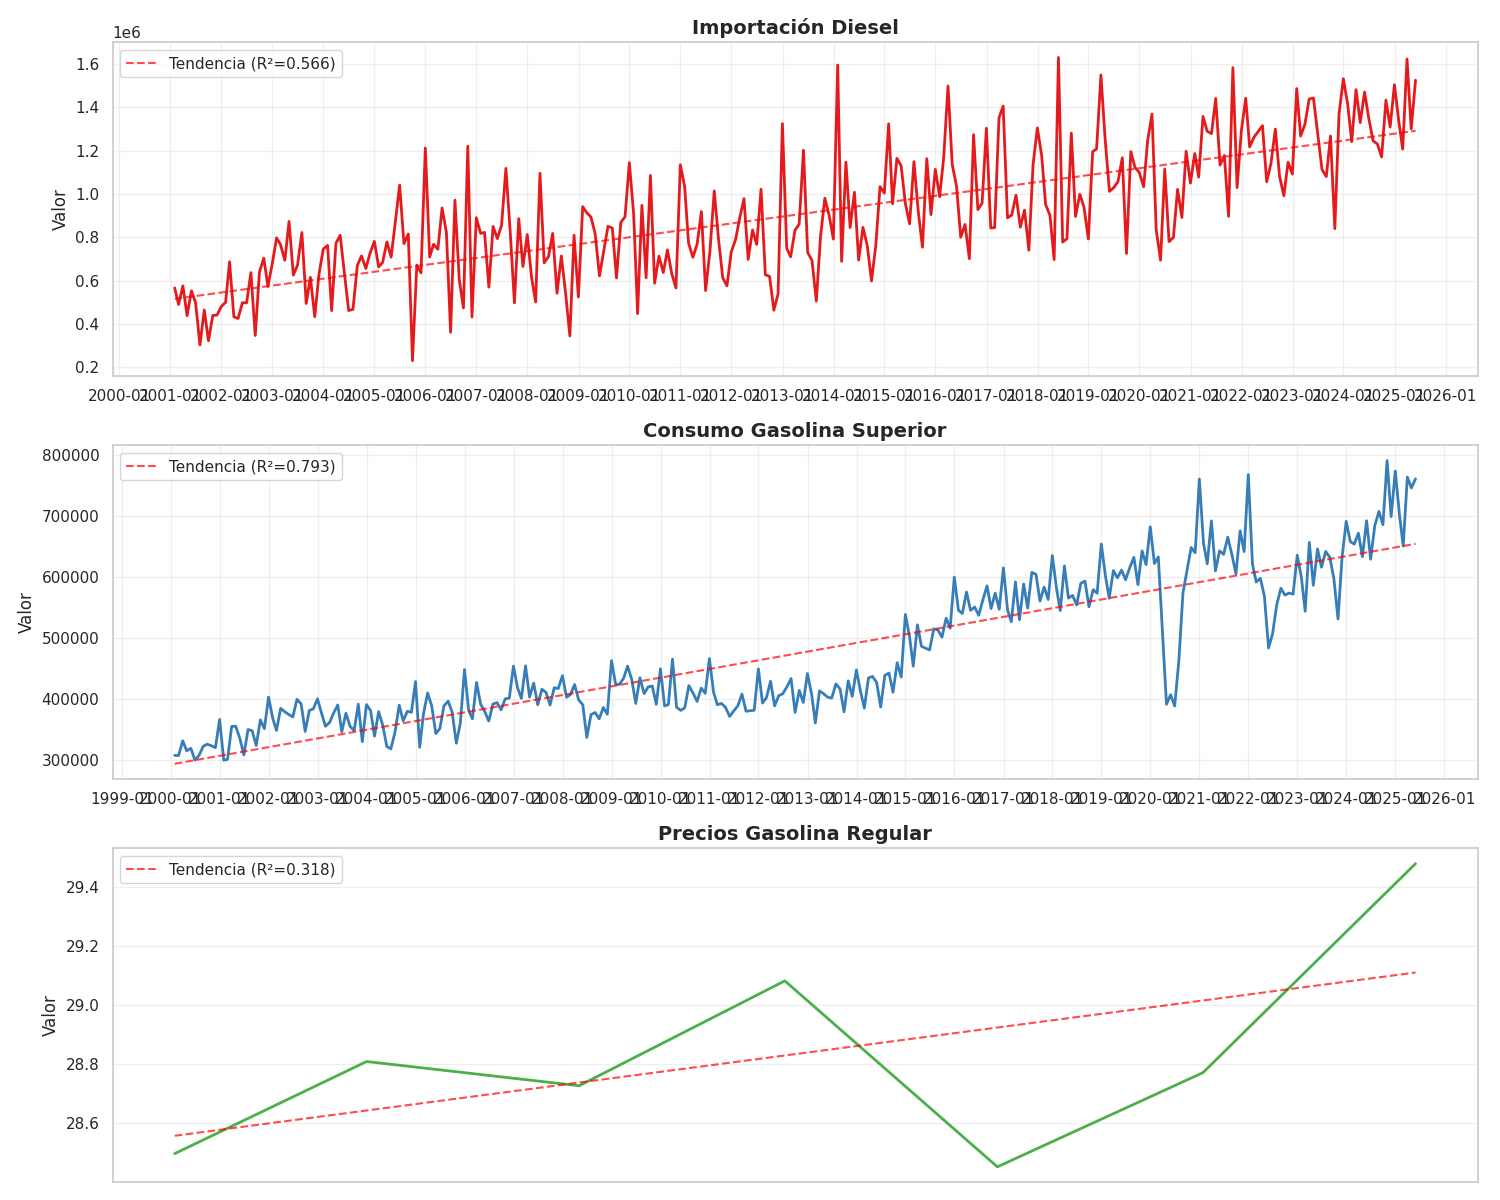 Importación Diesel
1e6
Tendencia (R²=0.566)
Valor
1.6
1.4
1.2
1.0
0.8
0.6
0.4
0.2
2000-01 2001-01 2002-01 2003-01 2004-01 2005-01 2006-01 2007-01 2008-01 2009-01 2010-01 2011-01 2012-01 2013-01 2014-01 2015-01 2016-01 2017-01 2018-01 2019-01 2020-01 2021-01 2022-01 2023-01 2024-01 2025-01 2026-01
Consumo Gasolina Superior
Tendencia (R²=0.793)
Valor
800000
700000
600000
500000
400000
300000
1999-01 2000-01 2001-01 2002-01 2003-01 2004-01 2005-01 2006-01 2007-01 2008-01 2009-01 2010-01 2011-01 2012-01 2013-01 2014-01 2015-01 2016-01 2017-01 2018-01 2019-01 2020-01 2021-01 2022-01 2023-01 2024-01 2025-01 2026-01
Precios Gasolina Regular
Tendencia (R²=0.318)
Valor
29.4
29.2
29.0
28.8
28.6